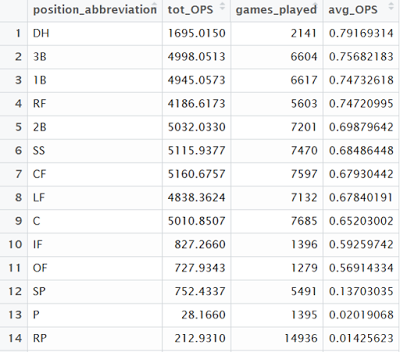 position_abbreviation tot_OPS games_played avg_OPS
1 DH 1695.0150 2141 0.79169314
2 3B 4998.0513 6604 0.75682183
3 1B 4945.0573 6617 0.74732618
4 RF 4186.6173 5603 0.74720995
5 2B 5032.0330 7201 0.69879642
6 SS 5115.9377 7470 0.68486448
7 CF 5160.6757 7597 0.67930442
8 LF 4838.3624 7132 0.67840191
9 C 5010.8507 7685 0.65203002
10 IF 827.2660 1396 0.59259742
11 OF 727.9343 1279 0.56914334
12 SP 752.4337 5491 0.13703035
13 P 28.1660 1395 0.02019068
14 RP 212.9310 14936 0.01425623